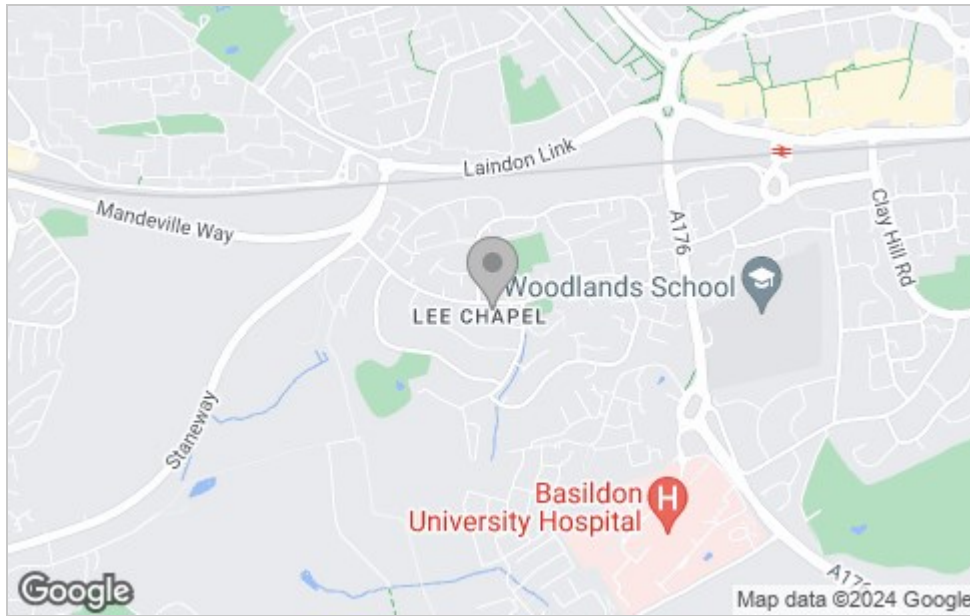 Laindon Link
Mandeville Way
A176
Clay Hill Rd
Woodlands School
LEE CHAPEL
Staneway
Basildon
University Hospital
H
A176
Google
Map data ©2024 Google